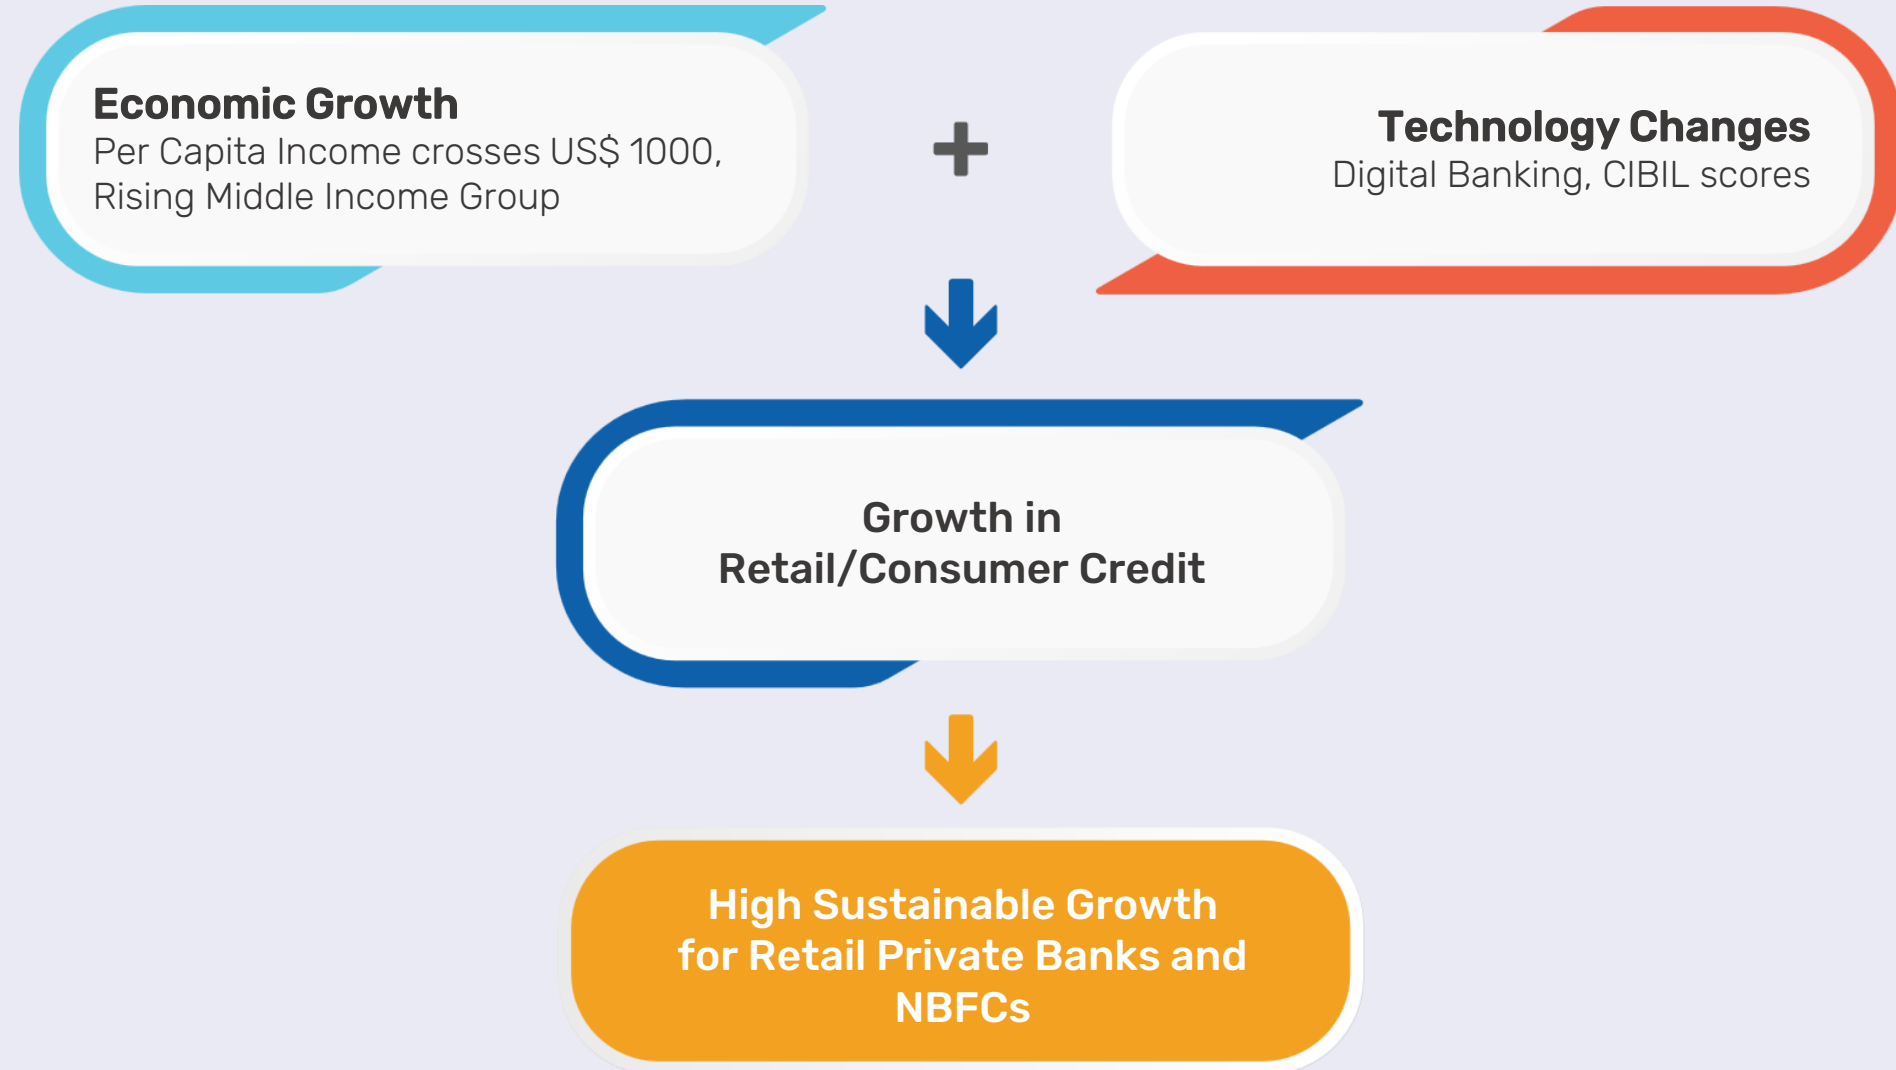 Economic Growth
Per Capita Income crosses US$ 1000,
Rising Middle Income Group
Technology Changes
Digital Banking, CIBIL scores
Growth in
Retail/Consumer Credit
High Sustainable Growth
for Retail Private Banks and
NBFCs